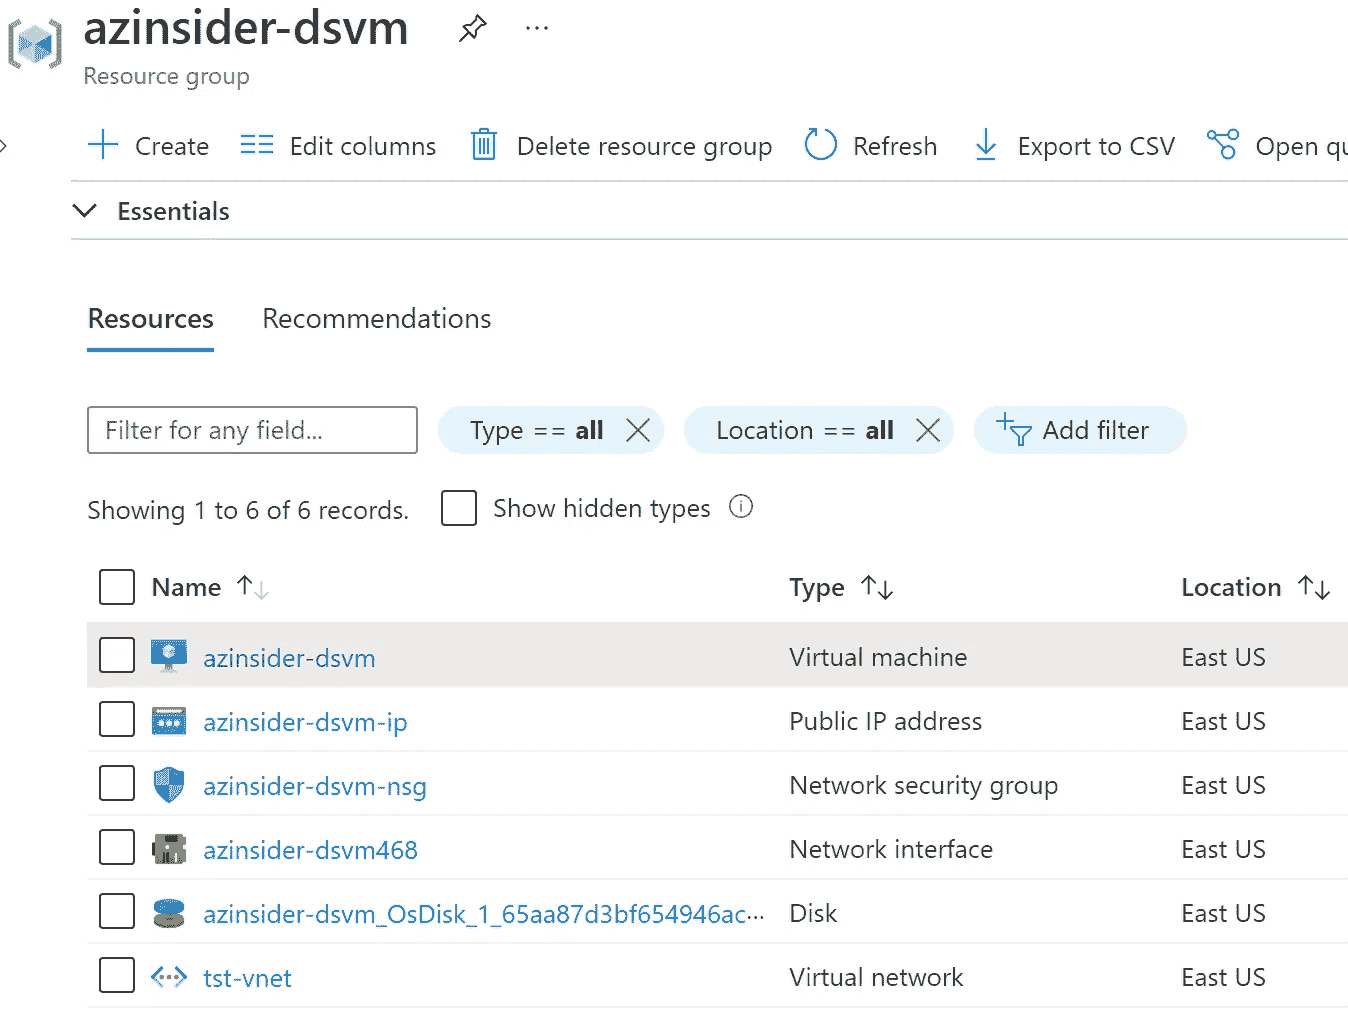 azinsider-dsvm
Resource group
Create Edit columns Delete resource group Refresh Export to CSV Open
Essentials
Resources Recommendations
Filter for any field... Type == all Location == all Add filter
Showing 1 to 6 of 6 records. Show hidden types
Name Type Location
azinsider-dsvm Virtual machine East US
azinsider-dsvm-ip Public IP address East US
azinsider-dsvm-nsg Network security group East US
azinsider-dsvm468 Network interface East US
azinsider-dsvm_OsDisk_1_65aa87d3bf654946ac... Disk East US
tst-vnet Virtual network East US